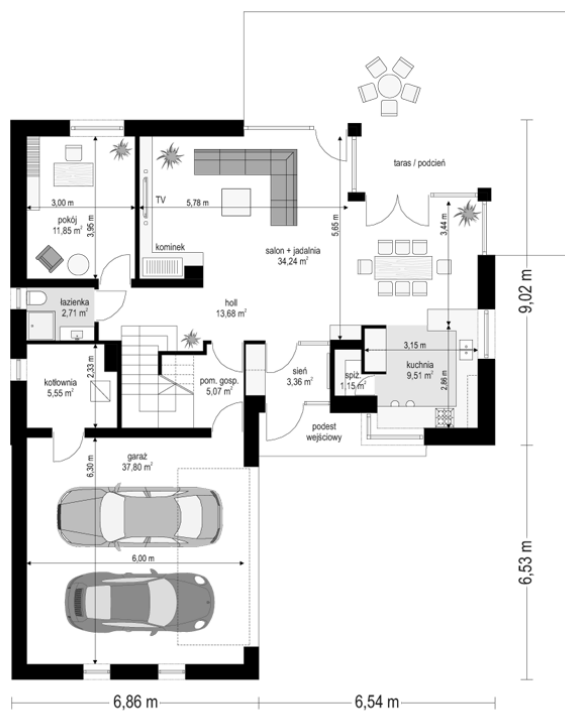 taras / podcień
3,00 m
pokój
11,85 m²
3,95 m
TV
5,78 m
kominek
5,65 m
salon + jadalnia
34,24 m²
3,44 m
9,02 m
łazienka
2,71 m²
holl
13,68 m²
kotłownia
5,55 m²
2,33 m
pom. gosp.
5,07 m²
sień
3,36 m²
spiż.
1,15 m²
3,15 m
kuchnia
9,51 m²
2,86 m
podest
wejściowy
garaż
37,80 m²
6,30 m
6,00 m
6,53 m
6,86 m
6,54 m